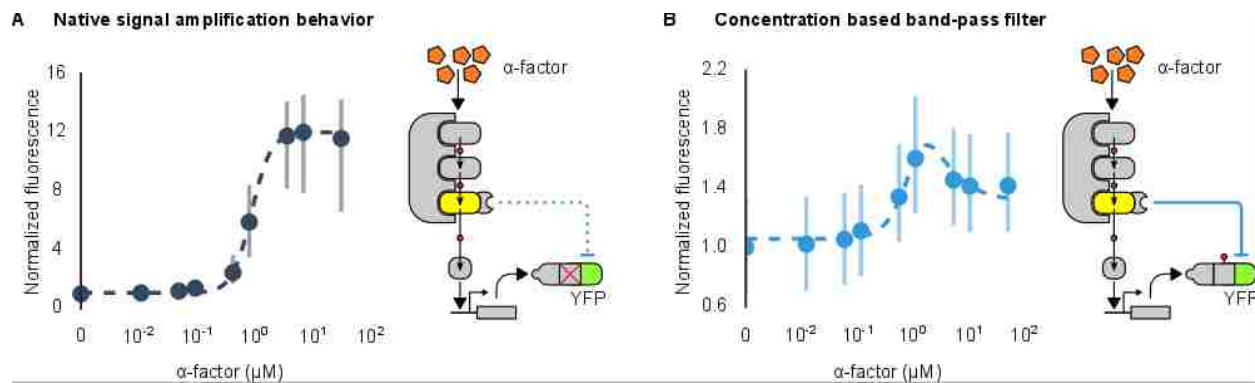 A Native signal amplification behavior
Normalized fluorescence
16
12
8
4
0
0 10⁻² 10⁻¹ 10⁰ 10¹ 10²
α-factor (μM)
α-factor
YFP
B Concentration based band-pass filter
Normalized fluorescence
2.2
1.8
1.4
1.0
0.6
0 10⁻² 10⁻¹ 10⁰ 10¹ 10²
α-factor (μM)
α-factor
YFP